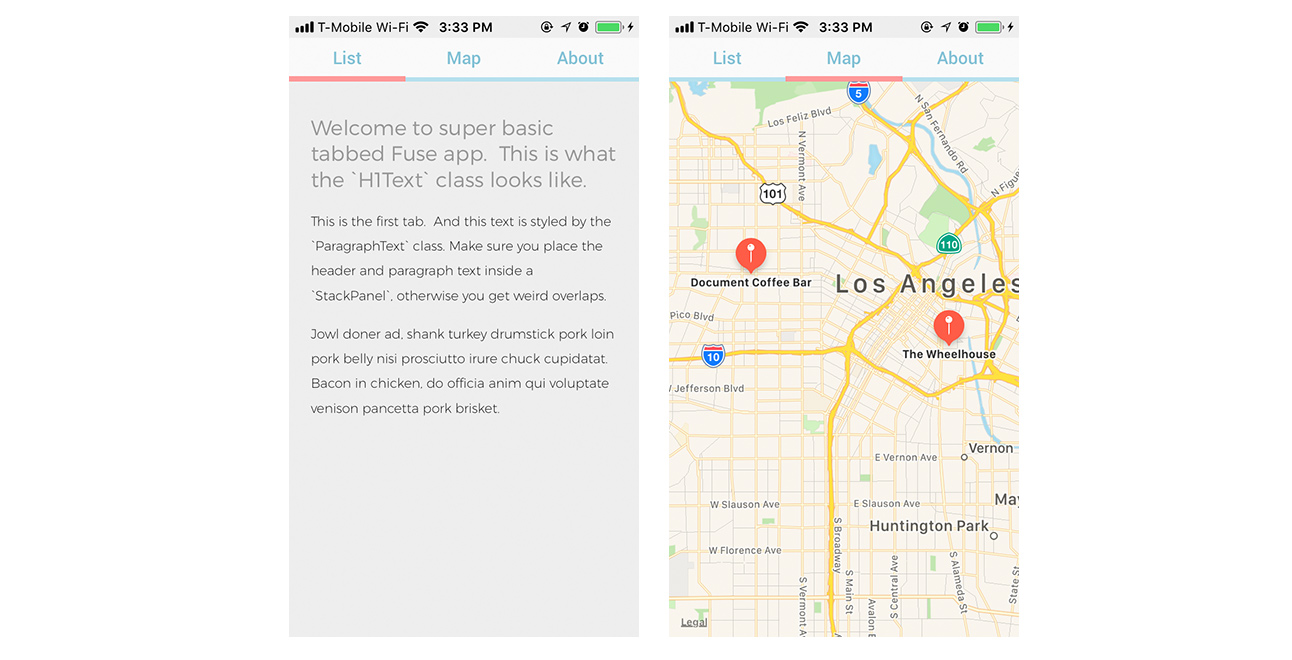 T-Mobile Wi-Fi 3:33 PM
List Map About
Welcome to super basic
tabbed Fuse app.  This is what
the `H1Text` class looks like.
This is the first tab.  And this text is styled by the
`ParagraphText` class. Make sure you place the
header and paragraph text inside a
`StackPanel`, otherwise you get weird overlaps.
Jowl doner ad, shank turkey drumstick pork loin
pork belly nisi prosciutto irure chuck cupidatat.
Bacon in chicken, do officia anim qui voluptate
venison pancetta pork brisket.
T-Mobile Wi-Fi 3:33 PM
List Map About
5
Los Feliz Blvd
N San Fernando Rd
N Vermont Ave
101
N Figue
110
Document Coffee Bar
Los Angeles
Pico Blvd
The Wheelhouse
10
Jefferson Blvd
Vernon
E Vernon Ave
W Slauson Ave
E Slauson Ave
May
Huntington Park
W Florence Ave
S Broadway
S Vermont A
S Main St
Avalon B
S Central Ave
S Alameda St
State St
Legal